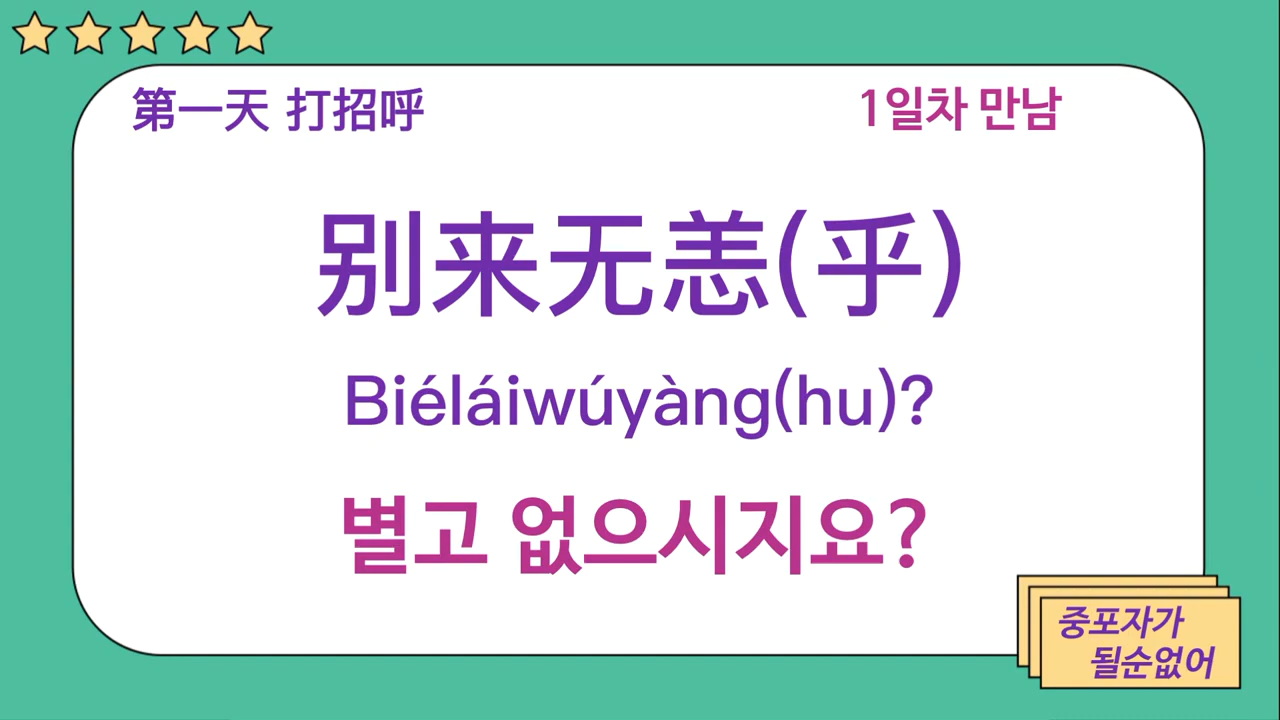 第一天 打招呼
1일차 만남
别来无恙(乎)
Biéláiwúyàng(hu)?
별고 없으시지요?
중포자가
될순없어